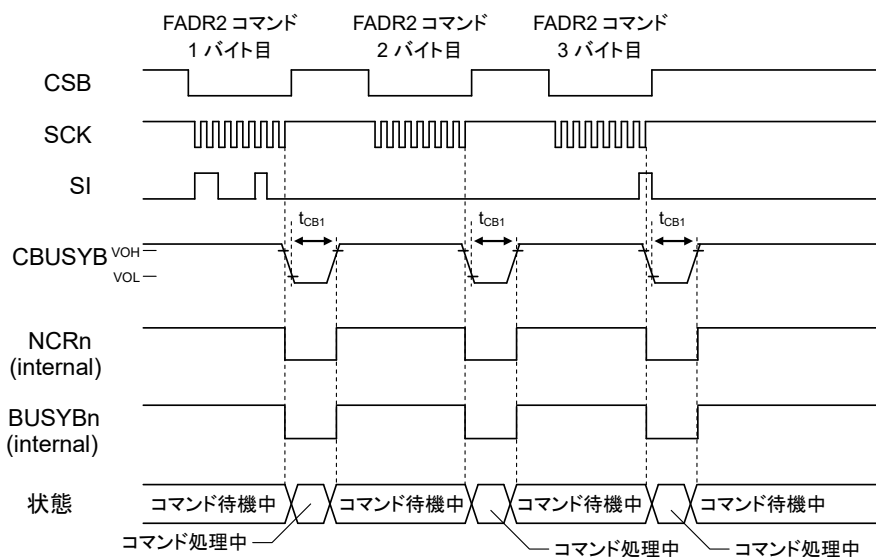 FADR2 コマンド
1 バイト目
FADR2 コマンド
2 バイト目
FADR2 コマンド
3 バイト目
CSB
SCK
SI
tCB1
tCB1
tCB1
CBUSYB
VOH
VOL
NCRn
(internal)
BUSYBn
(internal)
状態
コマンド待機中
コマンド待機中
コマンド待機中
コマンド待機中
コマンド処理中
コマンド処理中
コマンド処理中